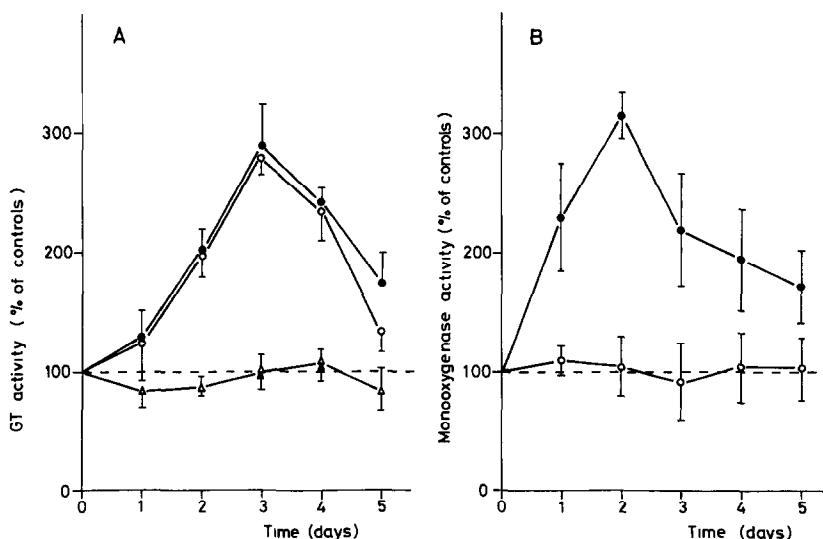 A
GT activity ( % of controls)
300
200
100
0
0 1 2 3 4 5
Time (days)
B
Monooxygenase activity (% of controls)
300
200
100
0
0 1 2 3 4 5
Time (days)